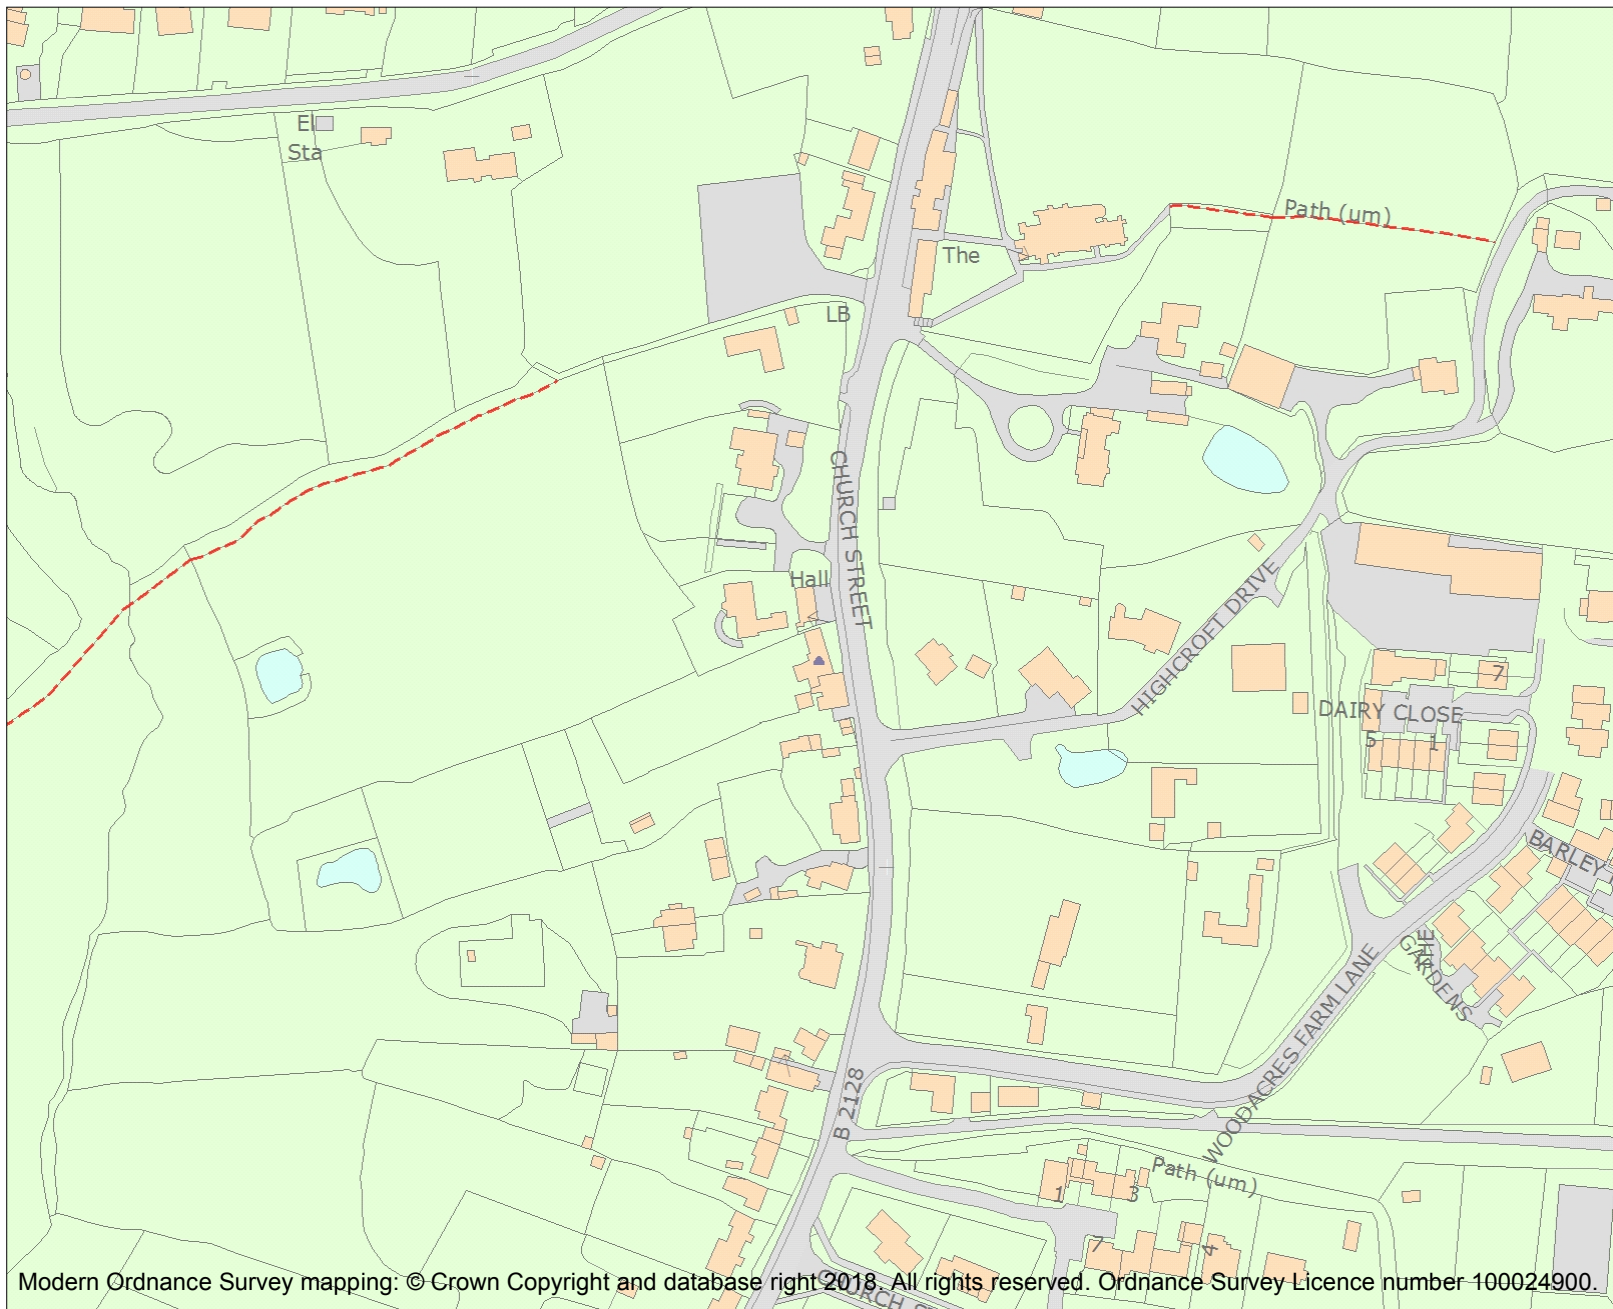 El
Sta
Path (um)
The
LB
CHURCH STREET
Hall
HIGHCROFT DRIVE
7
DAIRY CLOSE
5
1
THE
GARDENS
WOODACRES FARM LANE
B 2128
Path (um)
1
3
7
4
Modern Ordnance Survey mapping: © Crown Copyright and database right 2018. All rights reserved. Ordnance Survey Licence number 100024900.
BARLEY
CHURCH